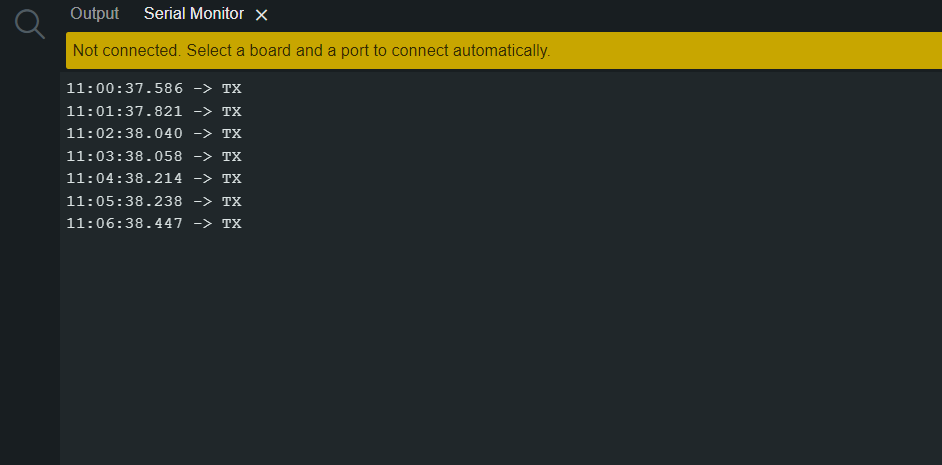 Output Serial Monitor
Not connected. Select a board and a port to connect automatically.
11:00:37.586 -> TX
11:01:37.821 -> TX
11:02:38.040 -> TX
11:03:38.058 -> TX
11:04:38.214 -> TX
11:05:38.238 -> TX
11:06:38.447 -> TX